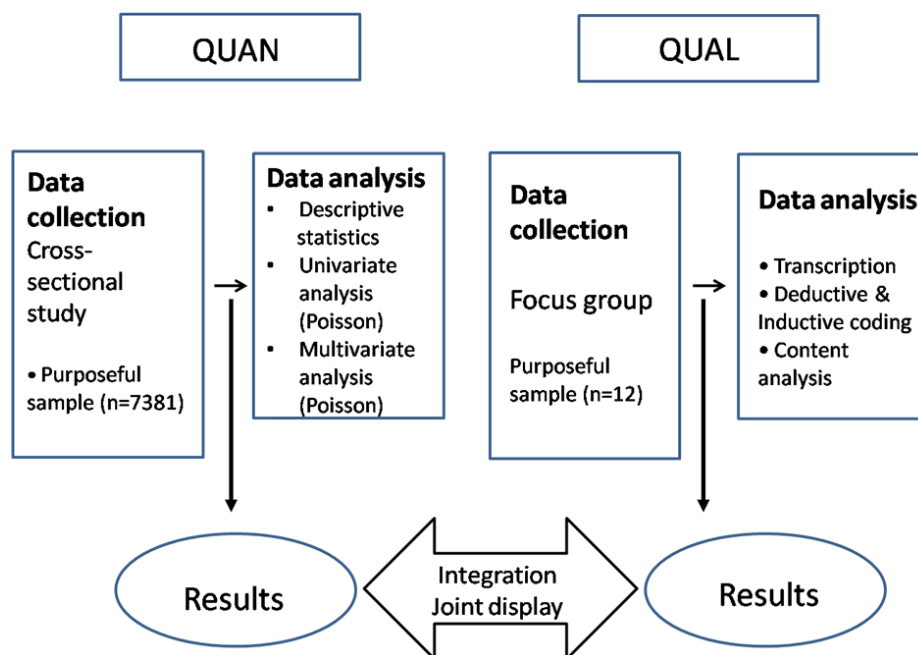 QUAN
QUAL
Data
collection
Cross-
sectional
study
• Purposeful
sample (n=7381)
Data analysis
▪ Descriptive
statistics
▪ Univariate
analysis
(Poisson)
▪ Multivariate
analysis
(Poisson)
Data
collection
Focus group
Purposeful
sample (n=12)
Data analysis
• Transcription
• Deductive &
Inductive coding
• Content
analysis
Results
Integration
Joint display
Results